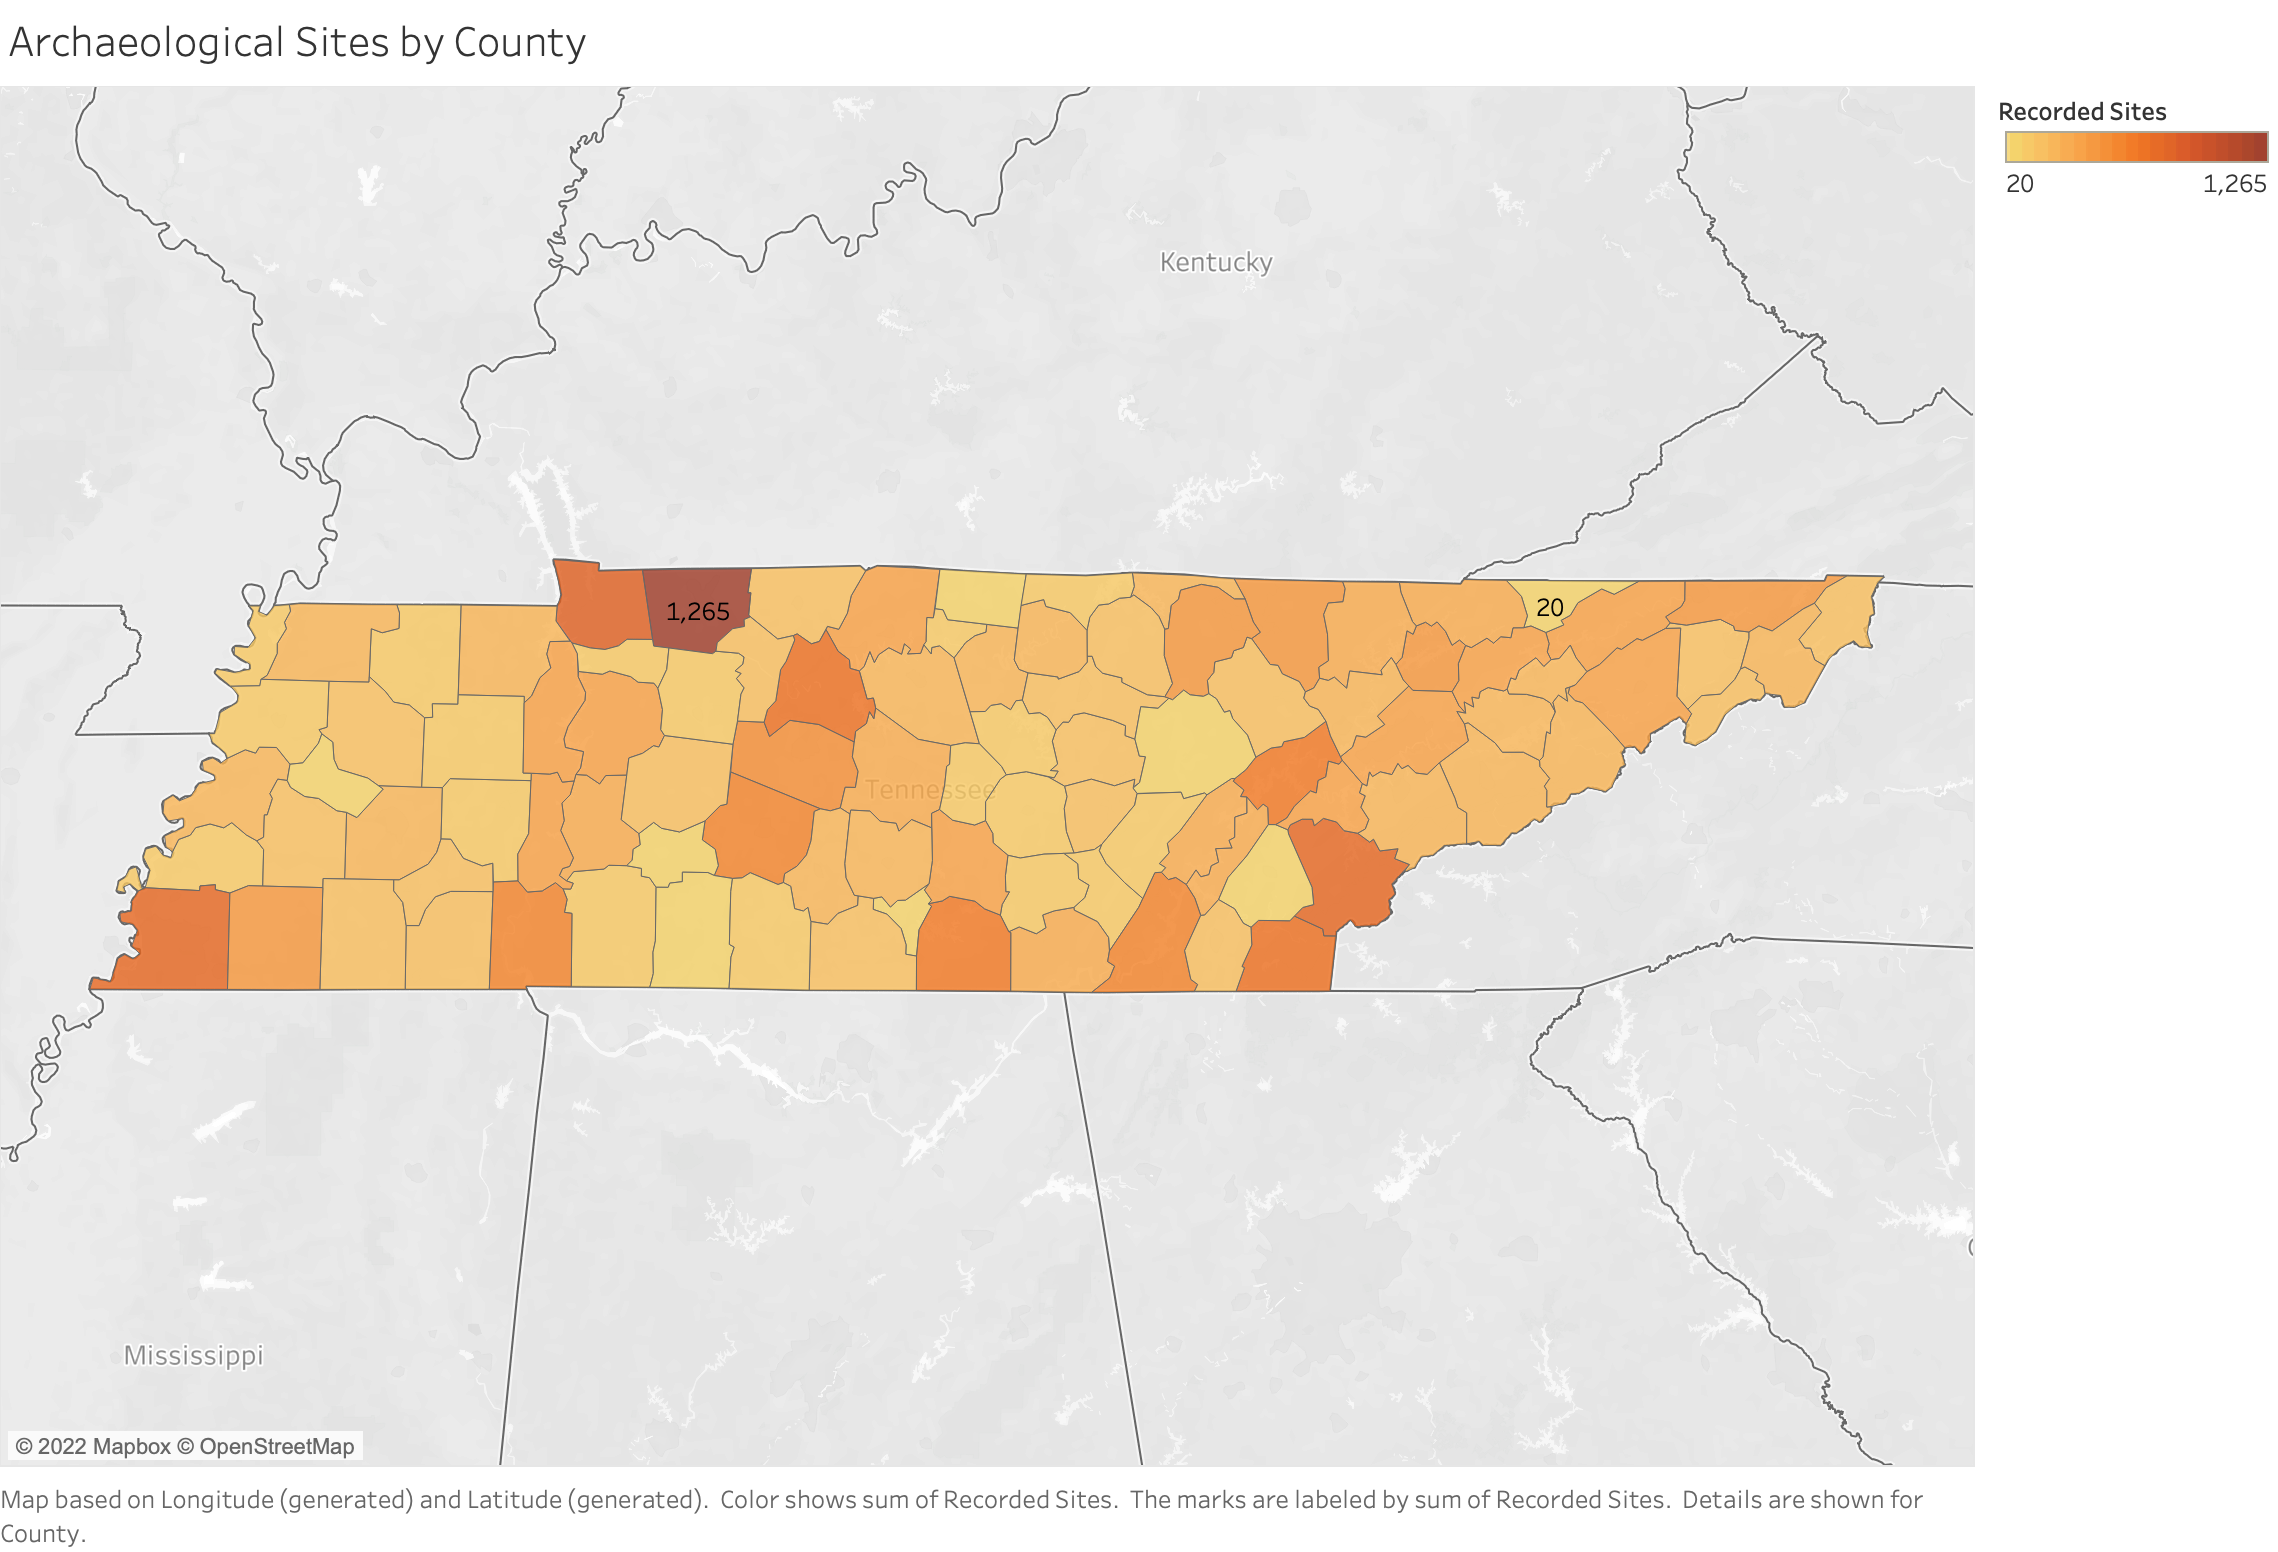 Archaeological Sites by County
Recorded Sites
20 1,265
Kentucky
1,265
20
Tennessee
Mississippi
© 2022 Mapbox © OpenStreetMap
Map based on Longitude (generated) and Latitude (generated). Color shows sum of Recorded Sites. The marks are labeled by sum of Recorded Sites. Details are shown for
County.